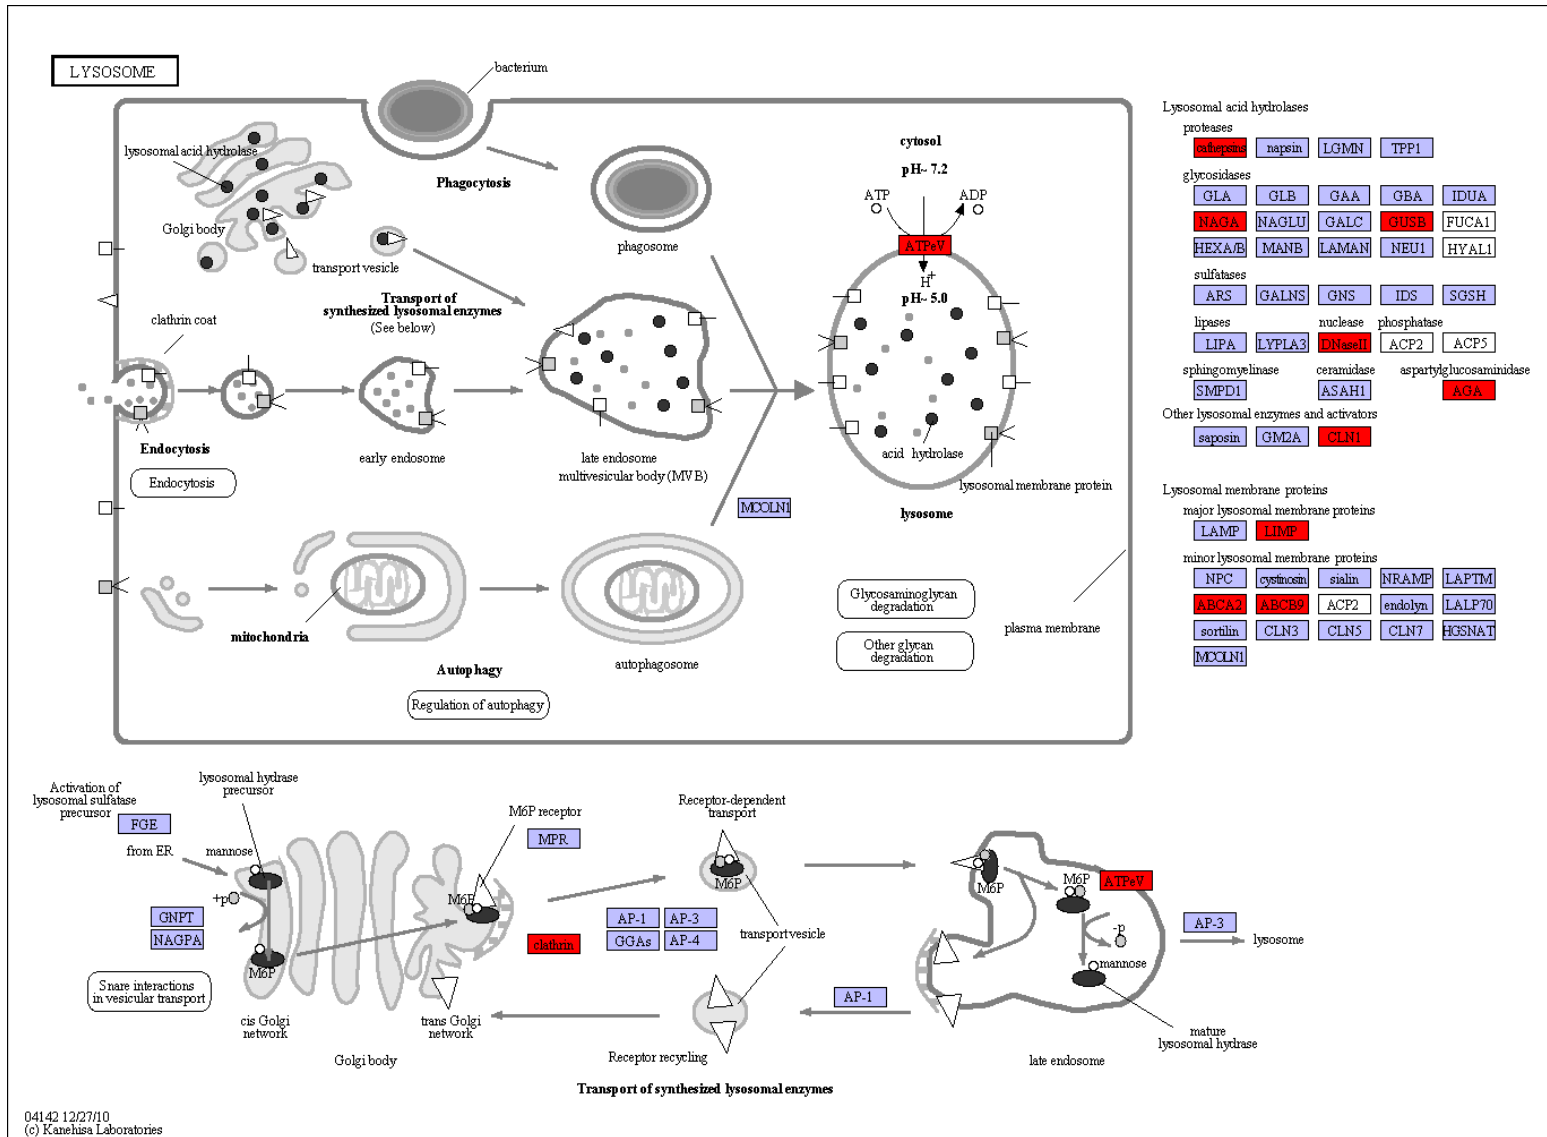 LYSOSOME
bacterium
lysosomal acid hydrolase
Golgi body
Phagocytosis
phagosome
transport vesicle
Transport of
synthesized lysosomal enzymes
(See below)
clathrin coat
Endocytosis
Endocytosis
early endosome
late endosome
multivesicular body (MVB)
MCOLN1
cytosol
pH~ 7.2
ATP
ADP
ATPeV
H+
pH~ 5.0
acid hydrolase
lysosomal membrane protein
lysosome
mitochondria
Autophagy
Regulation of autophagy
autophagosome
Glycosaminoglycan
degradation
Other glycan
degradation
plasma membrane
Lysosomal acid hydrolases
proteases
cathepsins napsin LGMN TPP1
glycosidases
GLA GLB GAA GBA IDUA
NAGA NAGLU GALC GUSB FUCA1
HEXA/B MANB LAMAN NEU1 HYAL1
sulfatases
ARS GALNS GNS IDS SGSH
lipases nuclease phosphatase
LIPA LYPLA3 DNaseII ACP2 ACP5
sphingomyelinase ceramidase aspartylglucosaminidase
SMPD1 ASAH1 AGA
Other lysosomal enzymes and activators
saposin GM2A CLN1
Lysosomal membrane proteins
major lysosomal membrane proteins
LAMP LIMP
minor lysosomal membrane proteins
NPC cystinosin sialin NRAMP LAPTM
ABCA2 ABCB9 ACP2 endolyn LALP70
sortilin CLN3 CLN5 CLN7 HGSNAT
MCOLN1
Activation of
lysosomal sulfatase
precursor
FGE
from ER
lysosomal hydrase
precursor
mannose
+p
GNPT
NAGPA
M6P
Snare interactions
in vesicular transport
cis Golgi
network
Golgi body
trans Golgi
network
M6P receptor
MPR
M6P
clathrin
AP-1 AP-3
GGAs AP-4
Receptor-dependent
transport
M6P
transport vesicle
Receptor recycling
AP-1
M6P
M6P
ATPeV
-p
mannose
AP-3
lysosome
mature
lysosomal hydrase
late endosome
Transport of synthesized lysosomal enzymes
04142 12/27/10
(c) Kanehisa Laboratories